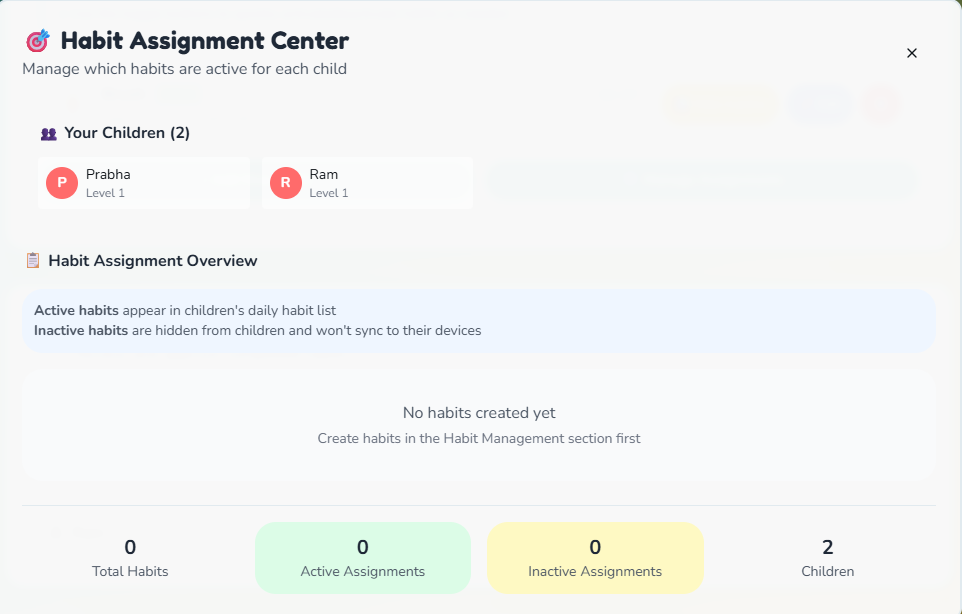 Habit Assignment Center
Manage which habits are active for each child
×
Your Children (2)
P
Prabha
Level 1
R
Ram
Level 1
Habit Assignment Overview
Active habits appear in children's daily habit list
Inactive habits are hidden from children and won't sync to their devices
No habits created yet
Create habits in the Habit Management section first
0
Total Habits
0
Active Assignments
0
Inactive Assignments
2
Children